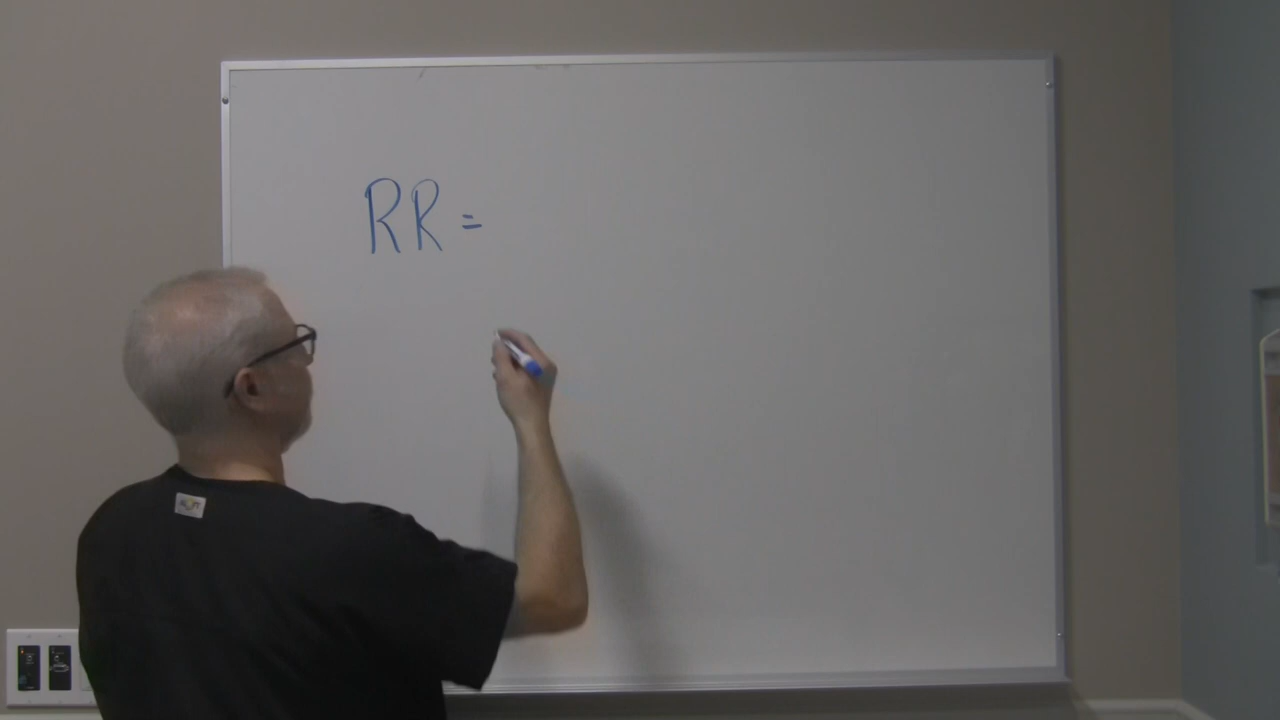 RR =